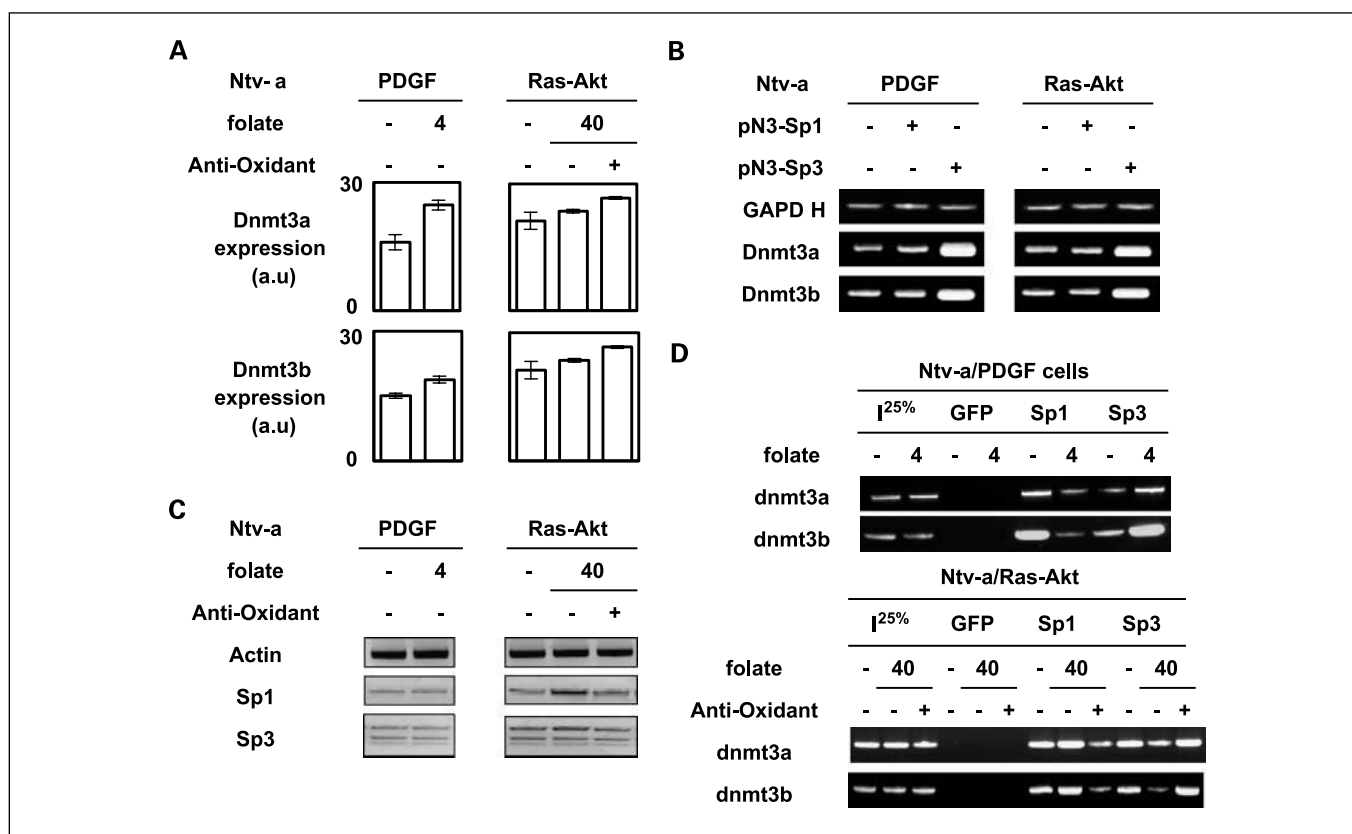 A
Ntv- a PDGF Ras-Akt
folate - 4 - 40
Anti-Oxidant - - - - +
30
Dnmt3a
expression
(a.u)
0
30
Dnmt3b
expression
(a.u)
0
B
Ntv-a PDGF Ras-Akt
pN3-Sp1 - + - - + -
pN3-Sp3 - - + - - +
GAPD H
Dnmt3a
Dnmt3b
C
Ntv-a PDGF Ras-Akt
folate - 4 - 40
Anti-Oxidant - - - - +
Actin
Sp1
Sp3
D
Ntv-a/PDGF cells
I25% GFP Sp1 Sp3
folate - 4 - 4 - 4 - 4
dnmt3a
dnmt3b
Ntv-a/Ras-Akt
I25% GFP Sp1 Sp3
folate - 40 - 40 - 40 - 40
Anti-Oxidant - - + - - + - - + - - +
dnmt3a
dnmt3b